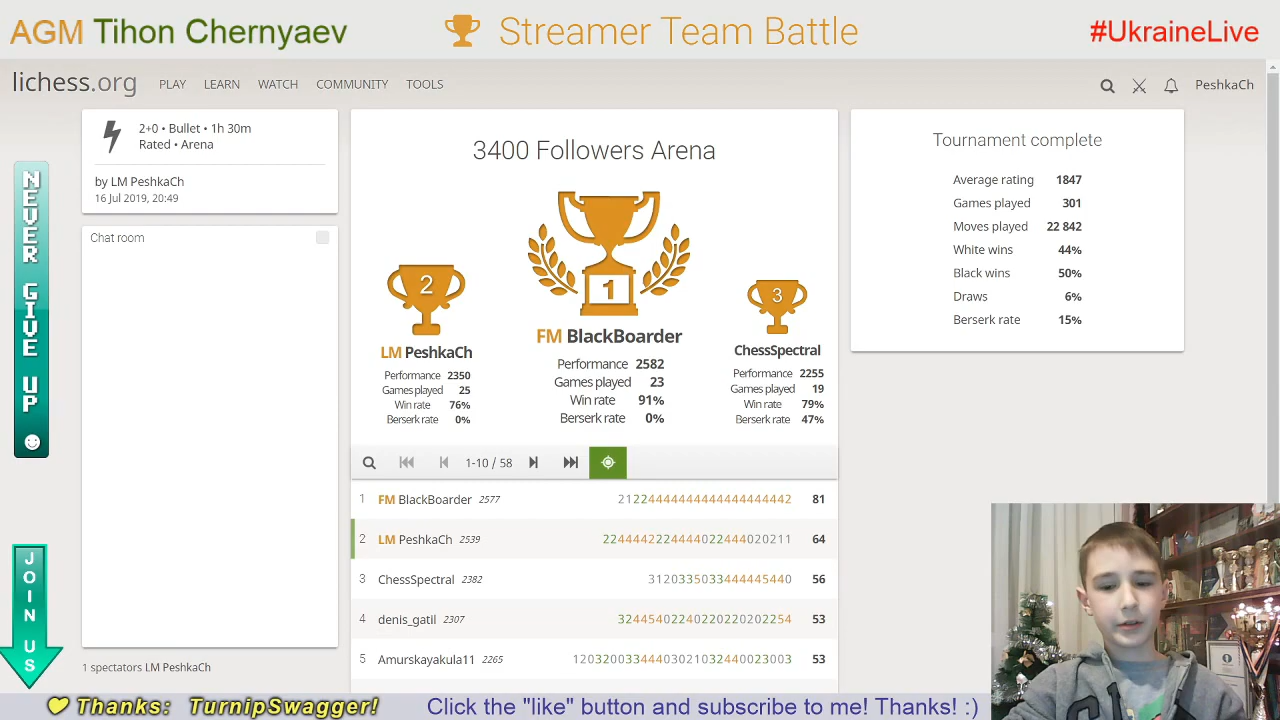 AGM Tihon Chernyaev
Streamer Team Battle
#UkraineLive
lichess.org PLAY LEARN WATCH COMMUNITY TOOLS PeshkaCh
NEVER GIVE UP
JOIN US
2+0 • Bullet • 1h 30m
Rated • Arena
by LM PeshkaCh
16 Jul 2019, 20:49
Chat room
1 spectators LM PeshkaCh
3400 Followers Arena
2
LM PeshkaCh
Performance 2350
Games played 25
Win rate 76%
Berserk rate 0%
1
FM BlackBoarder
Performance 2582
Games played 23
Win rate 91%
Berserk rate 0%
3
ChessSpectral
Performance 2255
Games played 19
Win rate 79%
Berserk rate 47%
1-10 / 58
1 FM BlackBoarder 2577 21224444444444444444442 81
2 LM PeshkaCh 2539 2244442224444022444020211 64
3 ChessSpectral 2382 3120335033444445440 56
4 denis_gatil 2307 32445402240220220202254 53
5 Amurskayakula11 2265 12032003344403021032440023003 53
Tournament complete
Average rating 1847
Games played 301
Moves played 22 842
White wins 44%
Black wins 50%
Draws 6%
Berserk rate 15%
Thanks: TurnipSwagger!
Click the "like" button and subscribe to me! Thanks! :)